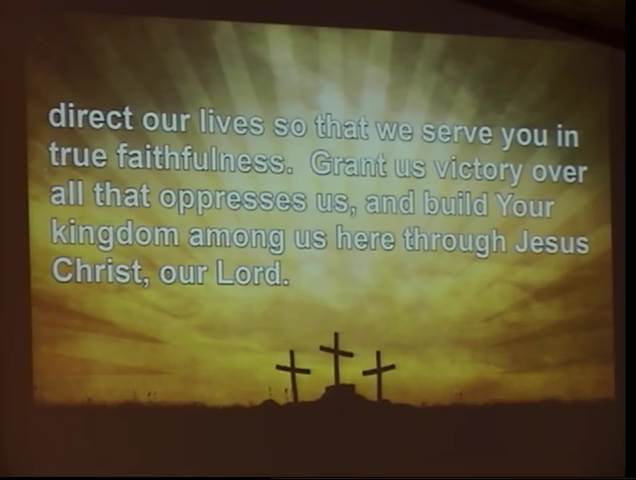 direct our lives so that we serve you in
true faithfulness. Grant us victory over
all that oppresses us, and build Your
kingdom among us here through Jesus
Christ, our Lord.